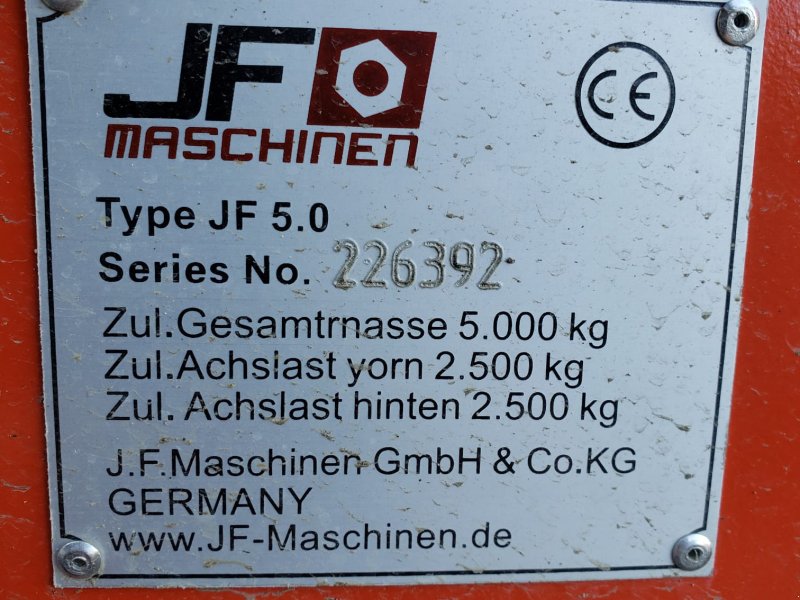 JF
MASCHINEN
CE
Type JF 5.0
Series No. 226392
Zul.Gesamtrnasse 5.000 kg
Zul.Achslast yorn 2.500 kg
Zul. Achslast hinten 2.500 kg
J.F.Maschinen GmbH & Co.KG
GERMANY
www.JF-Maschinen.de